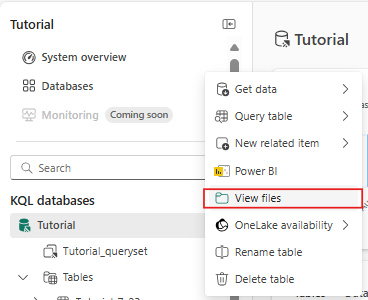 Tutorial
System overview
Databases
Monitoring
Coming soon
Search
KQL databases
Tutorial
Tutorial_queryset
Tables
Tutorial
Get data
Query table
New related item
Power BI
View files
OneLake availability
Rename table
Delete table